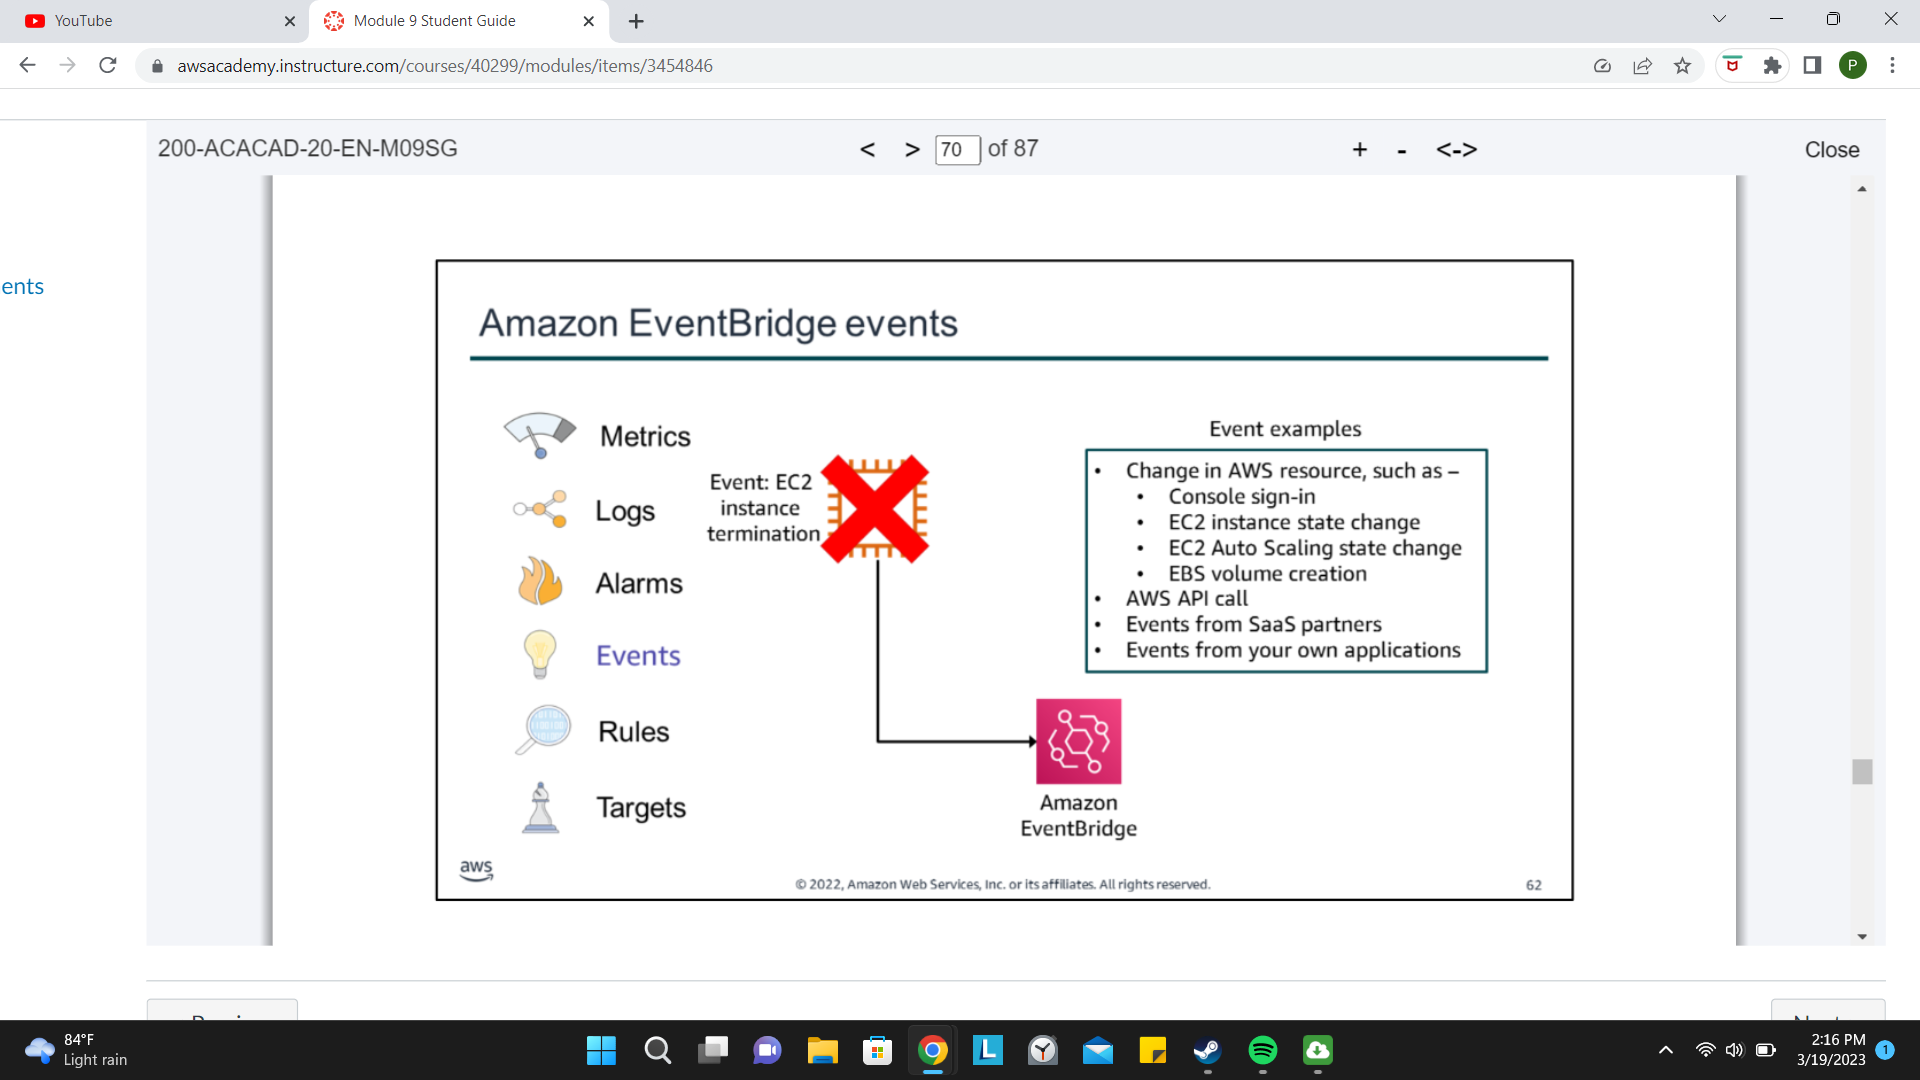 YouTube
Module 9 Student Guide
awsacademy.instructure.com/courses/40299/modules/items/3454846
P
200-ACACAD-20-EN-M09SG
< > 70 of 87
+ - <->
Close
ents
Amazon EventBridge events
Metrics
Logs
Alarms
Events
Rules
Targets
Event: EC2
instance
termination
Event examples
• Change in AWS resource, such as –
• Console sign-in
• EC2 instance state change
• EC2 Auto Scaling state change
• EBS volume creation
• AWS API call
• Events from SaaS partners
• Events from your own applications
Amazon
EventBridge
aws
© 2022, Amazon Web Services, Inc. or its affiliates. All rights reserved.
62
84°F
Light rain
L
2:16 PM
3/19/2023
1